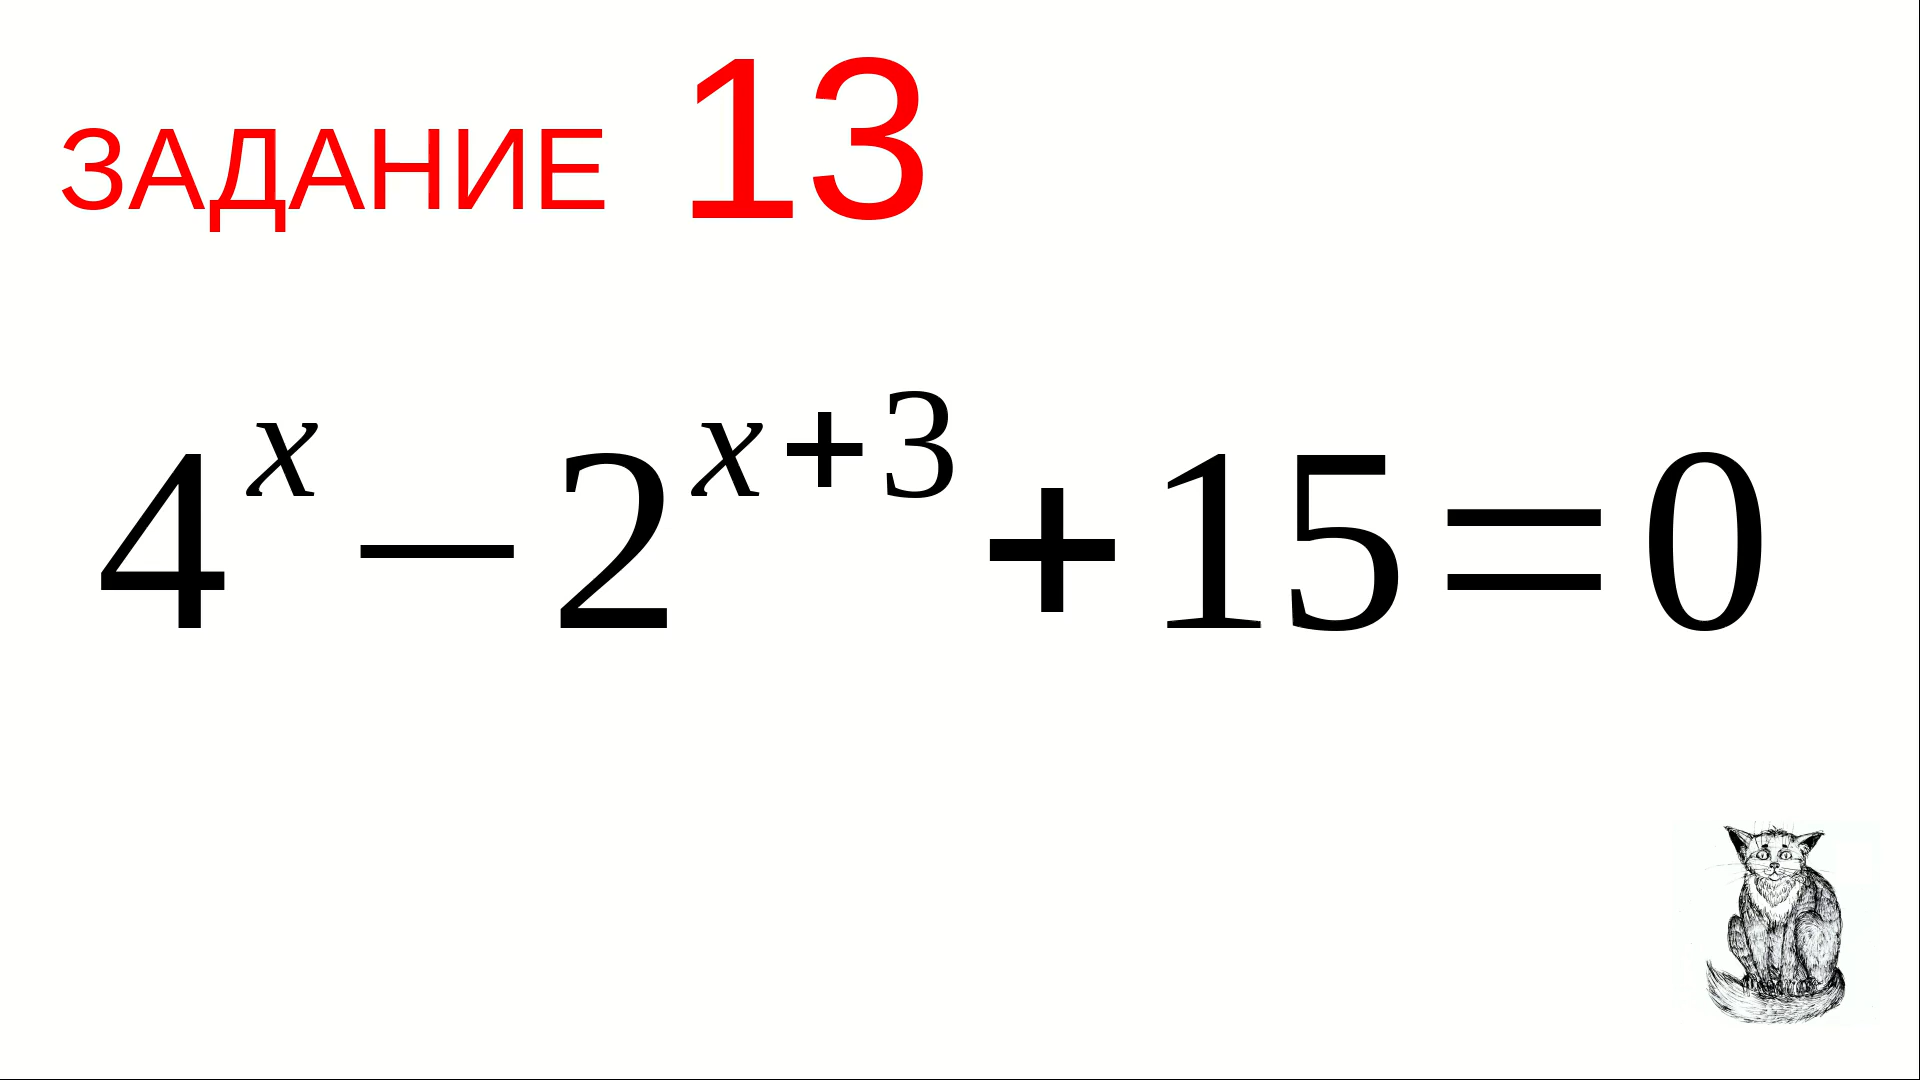 ЗАДАНИЕ 13
4^x − 2^{x+3} + 15 = 0